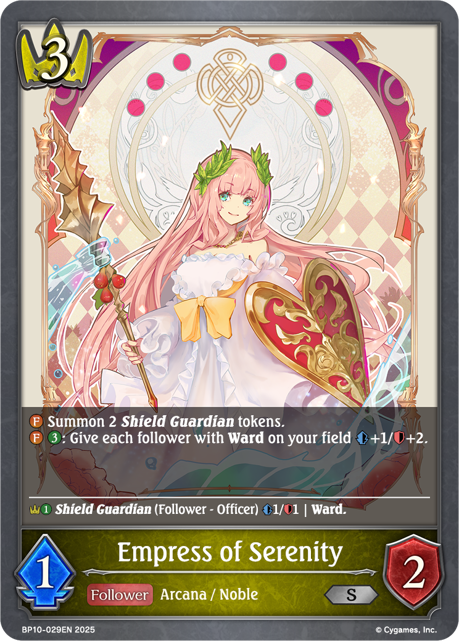 3
F Summon 2 Shield Guardian tokens.
F 3: Give each follower with Ward on your field +1/+2.
1 Shield Guardian (Follower - Officer) 1/1 | Ward.
Empress of Serenity
1
Follower Arcana / Noble
S
2
BP10-029EN 2025
© Cygames, Inc.